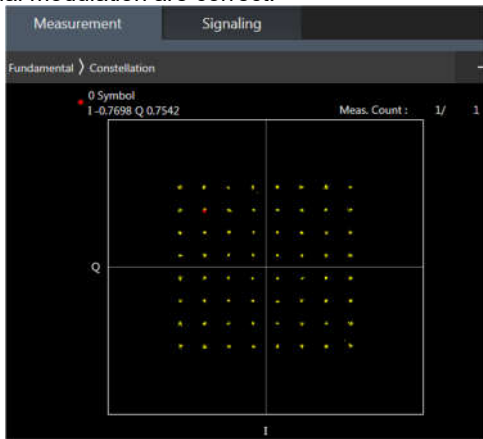 Measurement Signaling
Fundamental ⟩ Constellation
0 Symbol
I -0.7698 Q 0.7542 Meas. Count : 1/ 1
Q
I